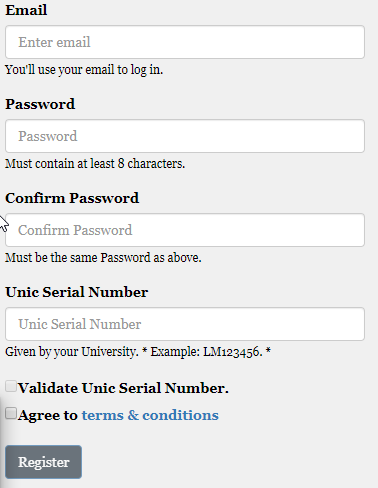 Email
Enter email
You'll use your email to log in.
Password
Password
Must contain at least 8 characters.
Confirm Password
Confirm Password
Must be the same Password as above.
Unic Serial Number
Unic Serial Number
Given by your University. * Example: LM123456. *
Validate Unic Serial Number.
Agree to terms & conditions
Register